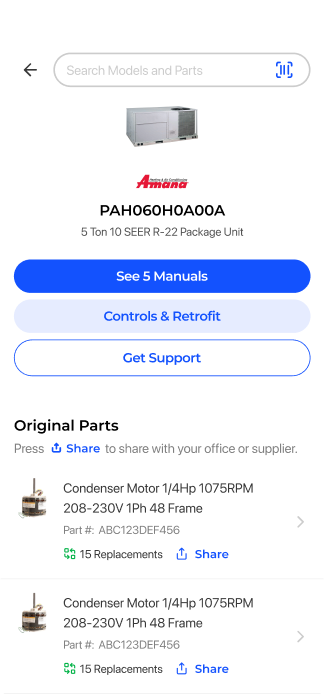 Search Models and Parts
Heating & Air Conditioning
Amana
PAH060H0A00A
5 Ton 10 SEER R-22 Package Unit
See 5 Manuals
Controls & Retrofit
Get Support
Original Parts
Press Share to share with your office or supplier.
Condenser Motor 1/4Hp 1075RPM
208-230V 1Ph 48 Frame
Part #: ABC123DEF456
15 Replacements Share
Condenser Motor 1/4Hp 1075RPM
208-230V 1Ph 48 Frame
Part #: ABC123DEF456
15 Replacements Share